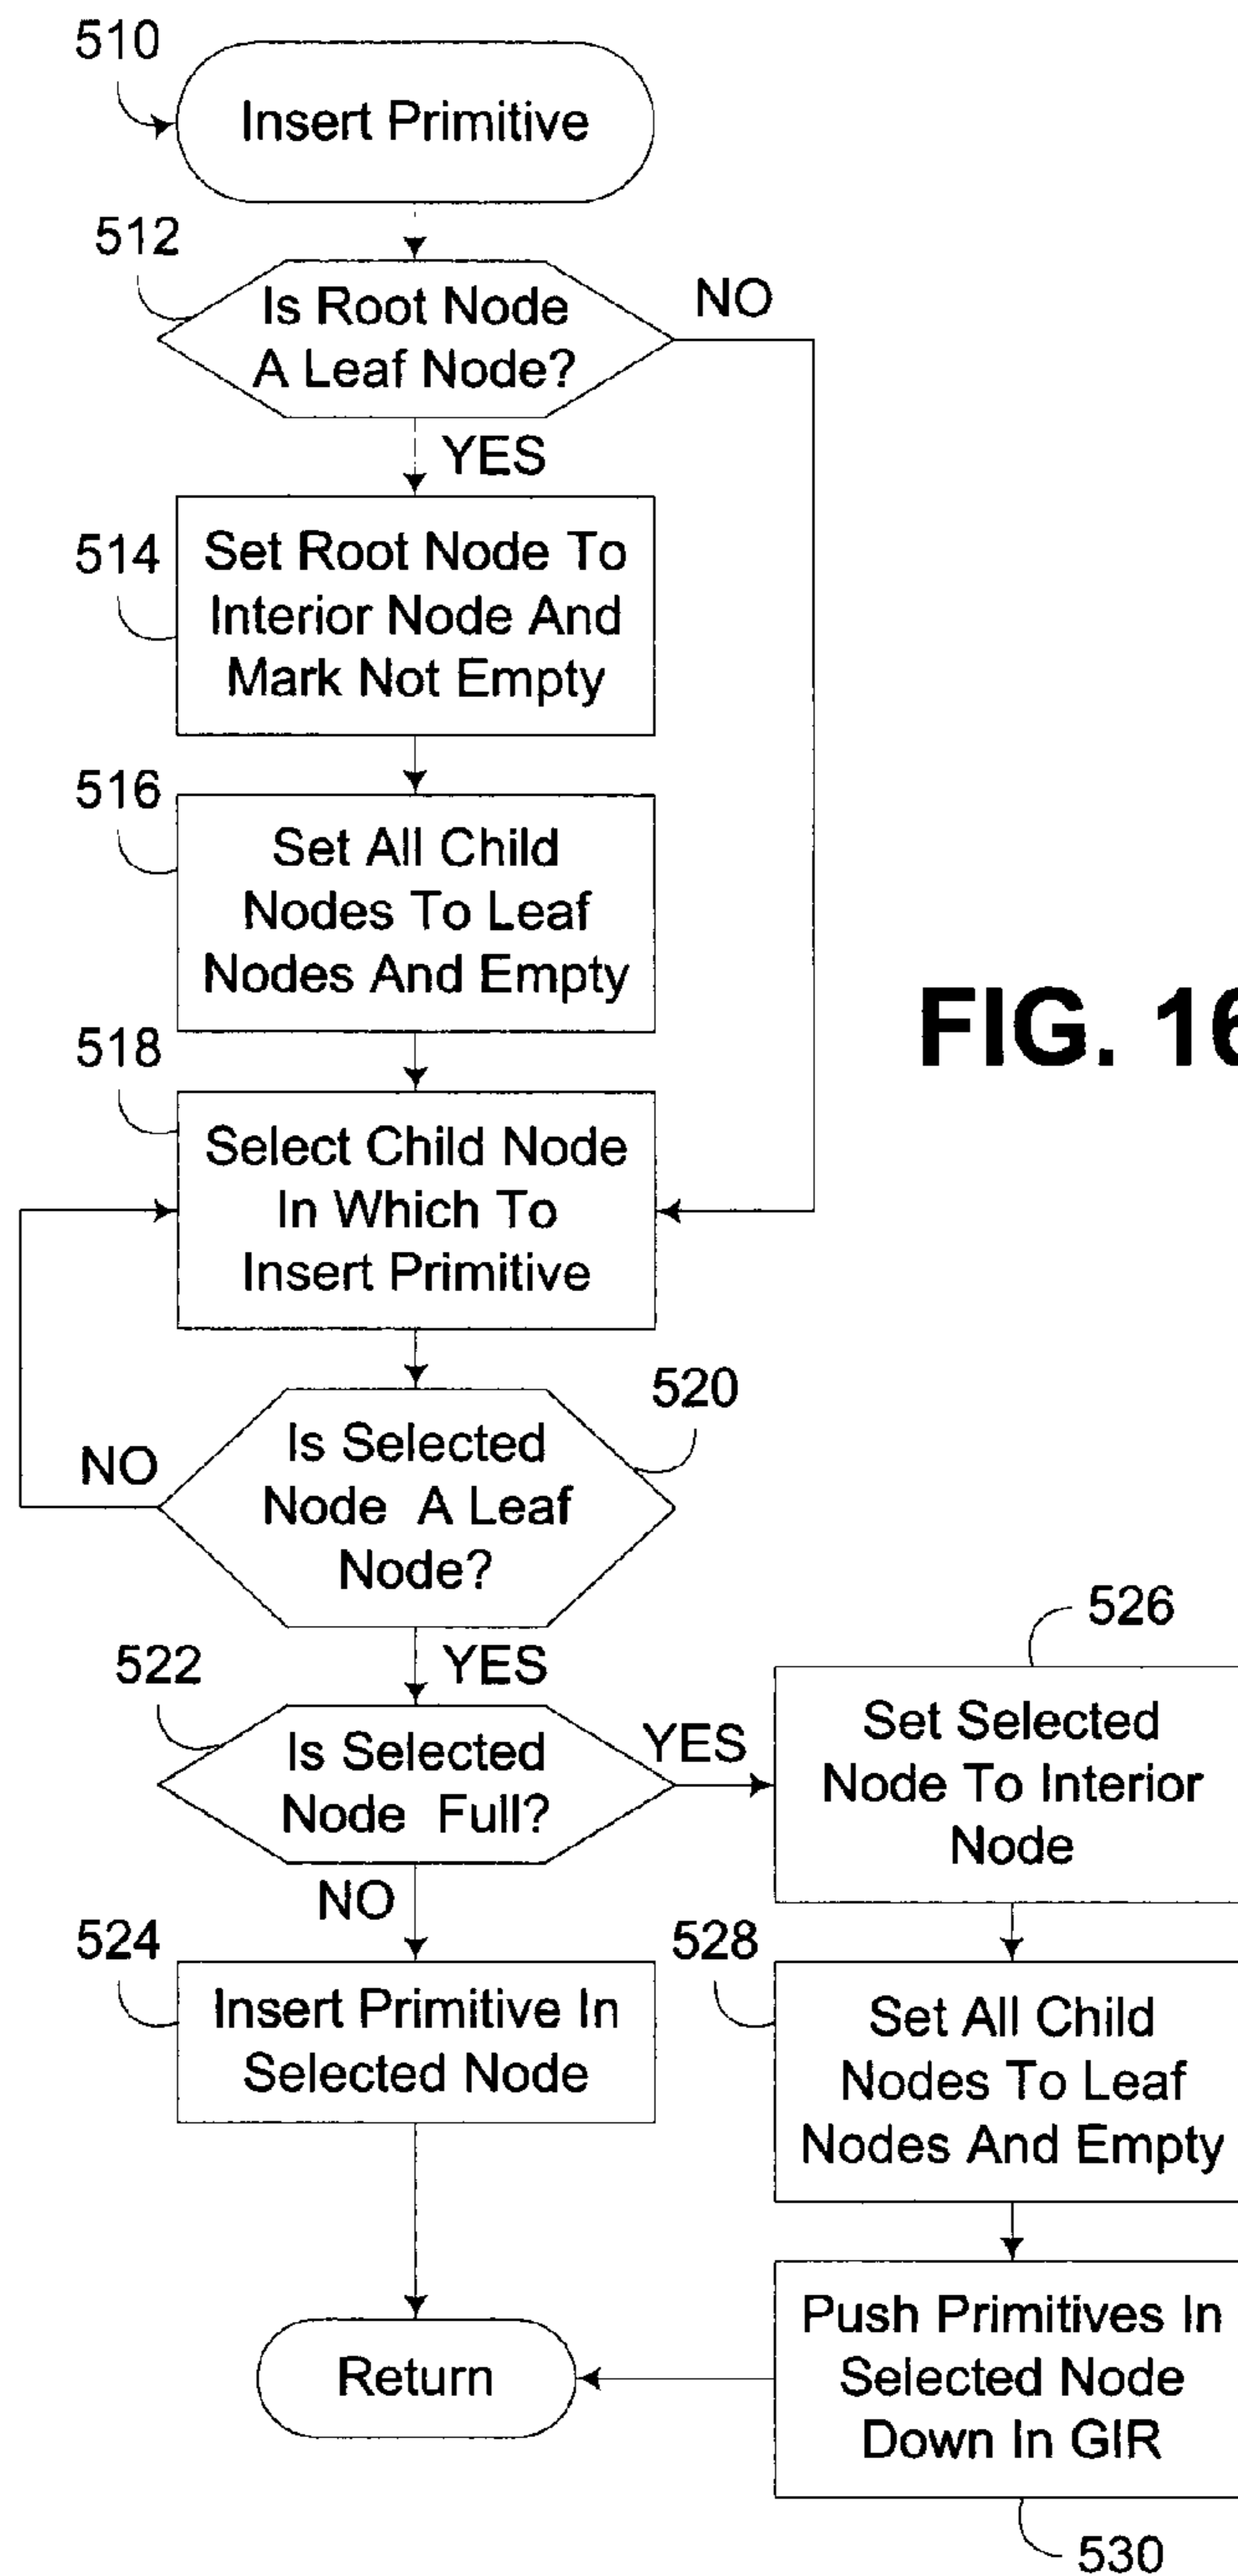 510
Insert Primitive
512
Is Root Node
A Leaf Node?
NO
YES
514
Set Root Node To
Interior Node And
Mark Not Empty
516
Set All Child
Nodes To Leaf
Nodes And Empty
FIG. 16
518
Select Child Node
In Which To
Insert Primitive
520
Is Selected
Node A Leaf
Node?
NO
YES
522
Is Selected
Node Full?
YES
NO
526
Set Selected
Node To Interior
Node
524
Insert Primitive In
Selected Node
528
Set All Child
Nodes To Leaf
Nodes And Empty
Return
Push Primitives In
Selected Node
Down In GIR
530